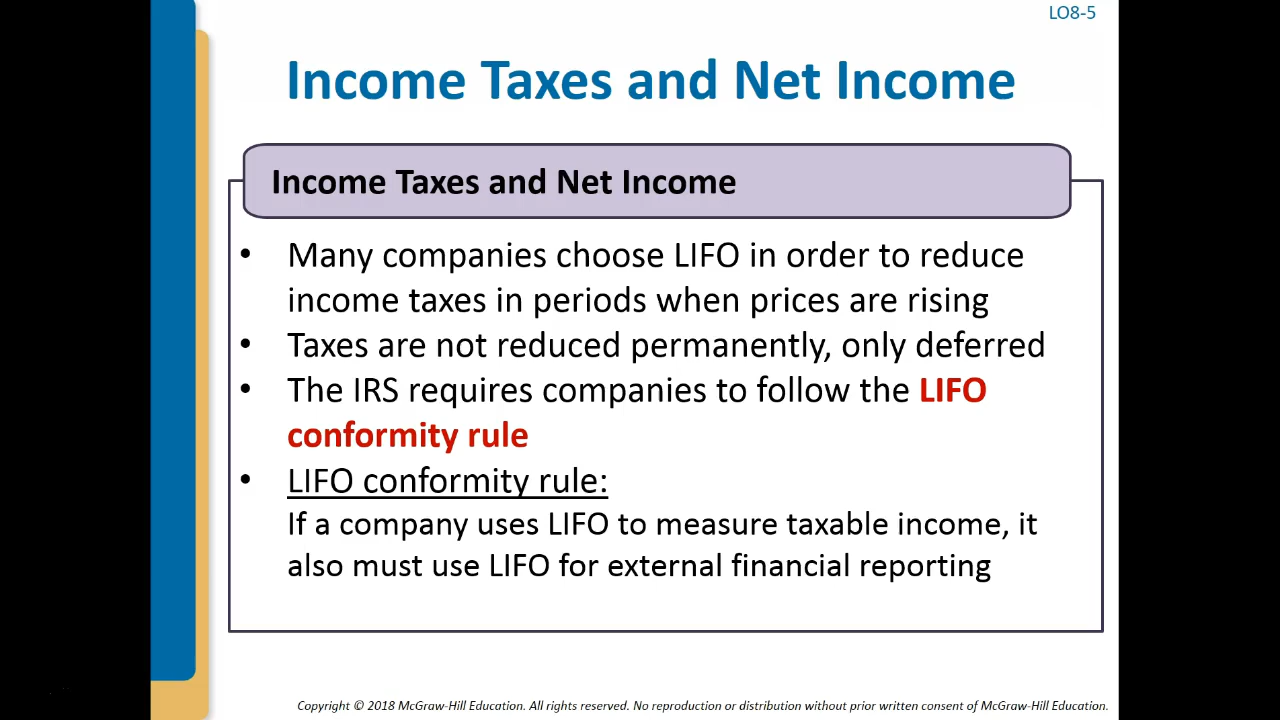 LO8-5
Income Taxes and Net Income
Income Taxes and Net Income
• Many companies choose LIFO in order to reduce
income taxes in periods when prices are rising
• Taxes are not reduced permanently, only deferred
• The IRS requires companies to follow the LIFO
conformity rule
• LIFO conformity rule:
If a company uses LIFO to measure taxable income, it
also must use LIFO for external financial reporting
Copyright © 2018 McGraw-Hill Education. All rights reserved. No reproduction or distribution without prior written consent of McGraw-Hill Education.